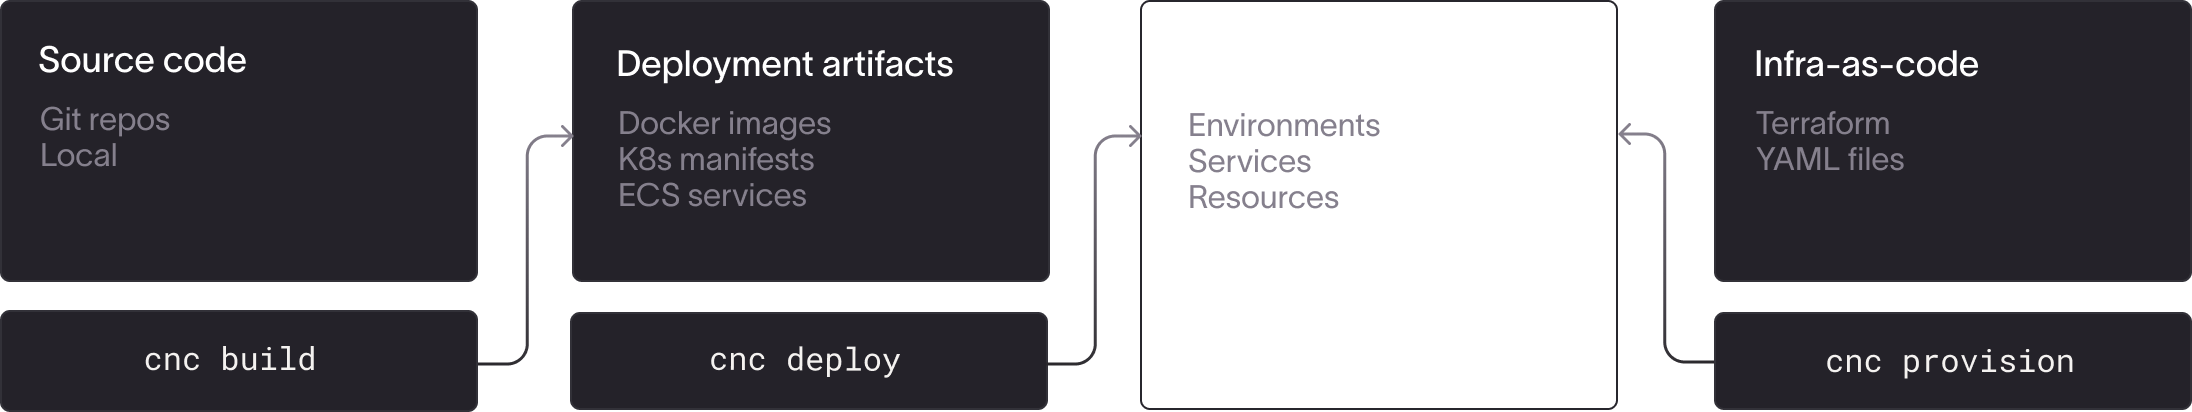 Source code
Git repos
Local
cnc build
Deployment artifacts
Docker images
K8s manifests
ECS services
cnc deploy
Environments
Services
Resources
Infra-as-code
Terraform
YAML files
cnc provision